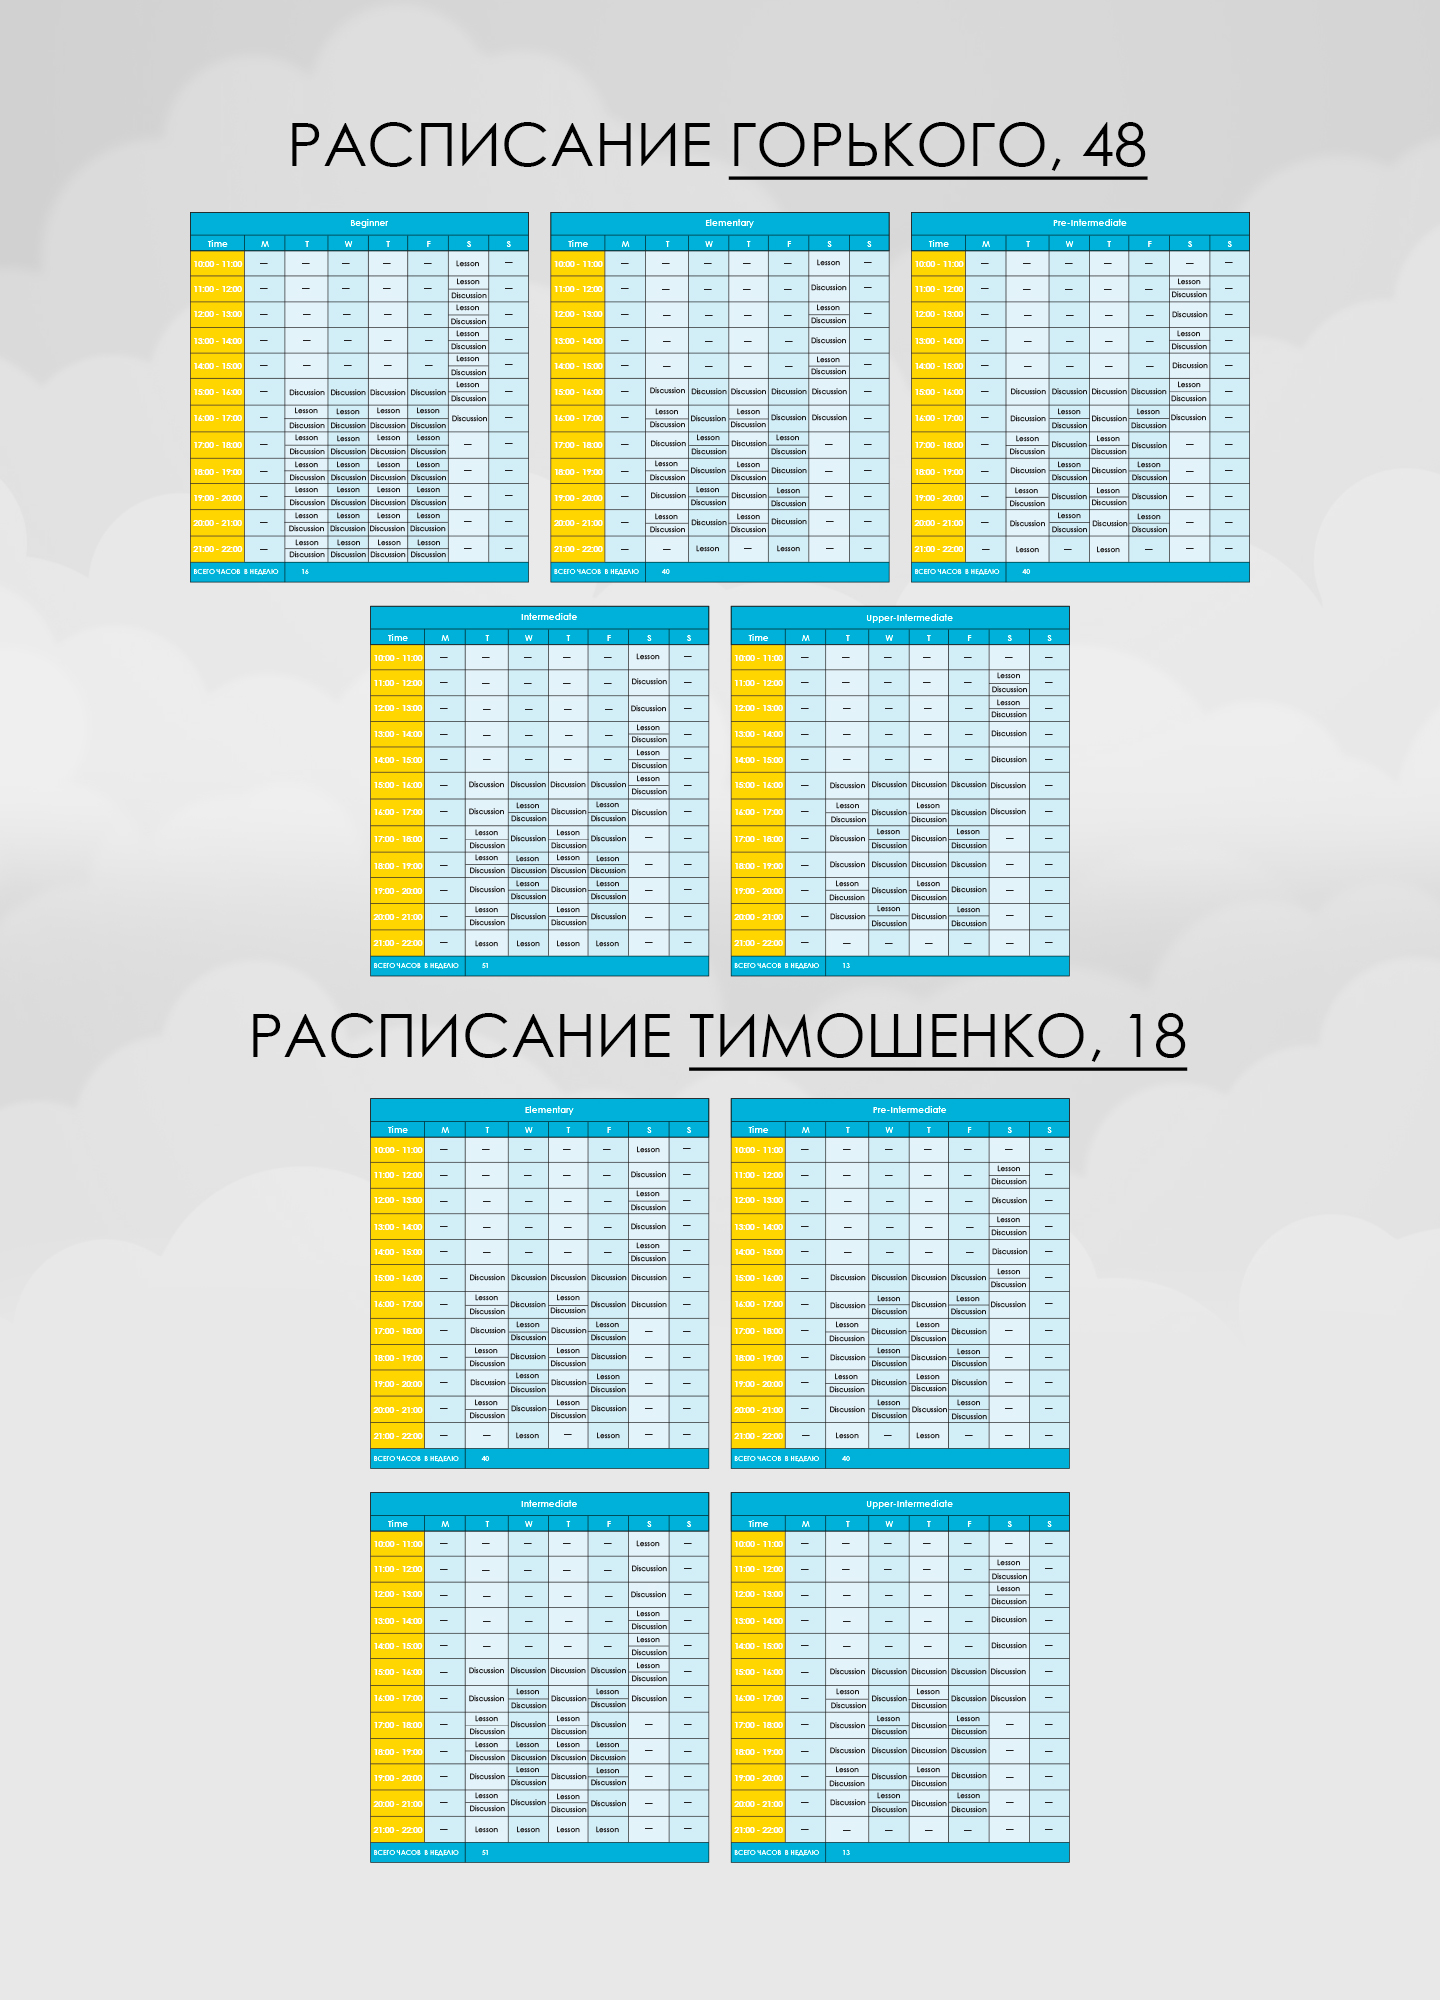 РАСПИСАНИЕ ГОРЬКОГО, 48
Beginner
Time M T W T F S S
10:00 - 11:00 — — — — — Lesson —
11:00 - 12:00 — — — — — Lesson Discussion —
12:00 - 13:00 — — — — — Lesson Discussion —
13:00 - 14:00 — — — — — Lesson Discussion —
14:00 - 15:00 — — — — — Lesson Discussion —
15:00 - 16:00 — Discussion Discussion Discussion Discussion Lesson Discussion —
16:00 - 17:00 — Lesson Discussion Lesson Discussion Lesson Discussion Lesson Discussion Discussion —
17:00 - 18:00 — Lesson Discussion Lesson Discussion Lesson Discussion Lesson Discussion — —
18:00 - 19:00 — Lesson Discussion Lesson Discussion Lesson Discussion Lesson Discussion — —
19:00 - 20:00 — Lesson Discussion Lesson Discussion Lesson Discussion Lesson Discussion — —
20:00 - 21:00 — Lesson Discussion Lesson Discussion Lesson Discussion Lesson Discussion — —
21:00 - 22:00 — Lesson Discussion Lesson Discussion Lesson Discussion Lesson Discussion — —
ВСЕГО ЧАСОВ В НЕДЕЛЮ 16
Elementary
Time M T W T F S S
10:00 - 11:00 — — — — — Lesson —
11:00 - 12:00 — — — — — Discussion —
12:00 - 13:00 — — — — — Lesson Discussion —
13:00 - 14:00 — — — — — Discussion —
14:00 - 15:00 — — — — — Lesson Discussion —
15:00 - 16:00 — Discussion Discussion Discussion Discussion Discussion —
16:00 - 17:00 — Lesson Discussion Discussion Lesson Discussion Discussion Discussion —
17:00 - 18:00 — Discussion Lesson Discussion Discussion Lesson Discussion — —
18:00 - 19:00 — Lesson Discussion Discussion Lesson Discussion Discussion — —
19:00 - 20:00 — Discussion Lesson Discussion Discussion Lesson Discussion — —
20:00 - 21:00 — Lesson Discussion Discussion Lesson Discussion Discussion — —
21:00 - 22:00 — — Lesson — Lesson — —
ВСЕГО ЧАСОВ В НЕДЕЛЮ 40
Pre-Intermediate
Time M T W T F S S
10:00 - 11:00 — — — — — — —
11:00 - 12:00 — — — — — Lesson Discussion —
12:00 - 13:00 — — — — — Discussion —
13:00 - 14:00 — — — — — Lesson Discussion —
14:00 - 15:00 — — — — — Discussion —
15:00 - 16:00 — Discussion Discussion Discussion Discussion Lesson Discussion —
16:00 - 17:00 — Discussion Lesson Discussion Discussion Lesson Discussion Discussion —
17:00 - 18:00 — Lesson Discussion Discussion Lesson Discussion Discussion — —
18:00 - 19:00 — Discussion Lesson Discussion Discussion Lesson Discussion — —
19:00 - 20:00 — Lesson Discussion Discussion Lesson Discussion Discussion — —
20:00 - 21:00 — Discussion Lesson Discussion Discussion Lesson Discussion — —
21:00 - 22:00 — Lesson — Lesson — — —
ВСЕГО ЧАСОВ В НЕДЕЛЮ 40
Intermediate
Time M T W T F S S
10:00 - 11:00 — — — — — Lesson —
11:00 - 12:00 — — — — — Discussion —
12:00 - 13:00 — — — — — Discussion —
13:00 - 14:00 — — — — — Lesson Discussion —
14:00 - 15:00 — — — — — Lesson Discussion —
15:00 - 16:00 — Discussion Discussion Discussion Discussion Lesson Discussion —
16:00 - 17:00 — Discussion Lesson Discussion Discussion Lesson Discussion Discussion —
17:00 - 18:00 — Lesson Discussion Discussion Lesson Discussion Discussion — —
18:00 - 19:00 — Lesson Discussion Lesson Discussion Lesson Discussion Lesson Discussion — —
19:00 - 20:00 — Discussion Lesson Discussion Discussion Lesson Discussion — —
20:00 - 21:00 — Lesson Discussion Discussion Lesson Discussion Discussion — —
21:00 - 22:00 — Lesson Lesson Lesson Lesson — —
ВСЕГО ЧАСОВ В НЕДЕЛЮ 51
Upper-Intermediate
Time M T W T F S S
10:00 - 11:00 — — — — — — —
11:00 - 12:00 — — — — — Lesson Discussion —
12:00 - 13:00 — — — — — Lesson Discussion —
13:00 - 14:00 — — — — — Discussion —
14:00 - 15:00 — — — — — Discussion —
15:00 - 16:00 — Discussion Discussion Discussion Discussion Discussion —
16:00 - 17:00 — Lesson Discussion Discussion Lesson Discussion Discussion Discussion —
17:00 - 18:00 — Discussion Lesson Discussion Discussion Lesson Discussion — —
18:00 - 19:00 — Discussion Discussion Discussion Discussion — —
19:00 - 20:00 — Lesson Discussion Discussion Lesson Discussion Discussion — —
20:00 - 21:00 — Discussion Lesson Discussion Discussion Lesson Discussion — —
21:00 - 22:00 — — — — — — —
ВСЕГО ЧАСОВ В НЕДЕЛЮ 13
РАСПИСАНИЕ ТИМОШЕНКО, 18
Elementary
Time M T W T F S S
10:00 - 11:00 — — — — — Lesson —
11:00 - 12:00 — — — — — Discussion —
12:00 - 13:00 — — — — — Lesson Discussion —
13:00 - 14:00 — — — — — Discussion —
14:00 - 15:00 — — — — — Lesson Discussion —
15:00 - 16:00 — Discussion Discussion Discussion Discussion Discussion —
16:00 - 17:00 — Lesson Discussion Discussion Lesson Discussion Discussion Discussion —
17:00 - 18:00 — Discussion Lesson Discussion Discussion Lesson Discussion — —
18:00 - 19:00 — Lesson Discussion Discussion Lesson Discussion Discussion — —
19:00 - 20:00 — Discussion Lesson Discussion Discussion Lesson Discussion — —
20:00 - 21:00 — Lesson Discussion Discussion Lesson Discussion Discussion — —
21:00 - 22:00 — — Lesson — Lesson — —
ВСЕГО ЧАСОВ В НЕДЕЛЮ 40
Pre-Intermediate
Time M T W T F S S
10:00 - 11:00 — — — — — — —
11:00 - 12:00 — — — — — Lesson Discussion —
12:00 - 13:00 — — — — — Discussion —
13:00 - 14:00 — — — — — Lesson Discussion —
14:00 - 15:00 — — — — — Discussion —
15:00 - 16:00 — Discussion Discussion Discussion Discussion Lesson Discussion —
16:00 - 17:00 — Discussion Lesson Discussion Discussion Lesson Discussion Discussion —
17:00 - 18:00 — Lesson Discussion Discussion Lesson Discussion Discussion — —
18:00 - 19:00 — Discussion Lesson Discussion Discussion Lesson Discussion — —
19:00 - 20:00 — Lesson Discussion Discussion Lesson Discussion Discussion — —
20:00 - 21:00 — Discussion Lesson Discussion Discussion Lesson Discussion — —
21:00 - 22:00 — Lesson — Lesson — — —
ВСЕГО ЧАСОВ В НЕДЕЛЮ 40
Intermediate
Time M T W T F S S
10:00 - 11:00 — — — — — Lesson —
11:00 - 12:00 — — — — — Discussion —
12:00 - 13:00 — — — — — Discussion —
13:00 - 14:00 — — — — — Lesson Discussion —
14:00 - 15:00 — — — — — Lesson Discussion —
15:00 - 16:00 — Discussion Discussion Discussion Discussion Lesson Discussion —
16:00 - 17:00 — Discussion Lesson Discussion Discussion Lesson Discussion Discussion —
17:00 - 18:00 — Lesson Discussion Discussion Lesson Discussion Discussion — —
18:00 - 19:00 — Lesson Discussion Lesson Discussion Lesson Discussion Lesson Discussion — —
19:00 - 20:00 — Discussion Lesson Discussion Discussion Lesson Discussion — —
20:00 - 21:00 — Lesson Discussion Discussion Lesson Discussion Discussion — —
21:00 - 22:00 — Lesson Lesson Lesson Lesson — —
ВСЕГО ЧАСОВ В НЕДЕЛЮ 51
Upper-Intermediate
Time M T W T F S S
10:00 - 11:00 — — — — — — —
11:00 - 12:00 — — — — — Lesson Discussion —
12:00 - 13:00 — — — — — Lesson Discussion —
13:00 - 14:00 — — — — — Discussion —
14:00 - 15:00 — — — — — Discussion —
15:00 - 16:00 — Discussion Discussion Discussion Discussion Discussion —
16:00 - 17:00 — Lesson Discussion Discussion Lesson Discussion Discussion Discussion —
17:00 - 18:00 — Discussion Lesson Discussion Discussion Lesson Discussion — —
18:00 - 19:00 — Discussion Discussion Discussion Discussion — —
19:00 - 20:00 — Lesson Discussion Discussion Lesson Discussion Discussion — —
20:00 - 21:00 — Discussion Lesson Discussion Discussion Lesson Discussion — —
21:00 - 22:00 — — — — — — —
ВСЕГО ЧАСОВ В НЕДЕЛЮ 13